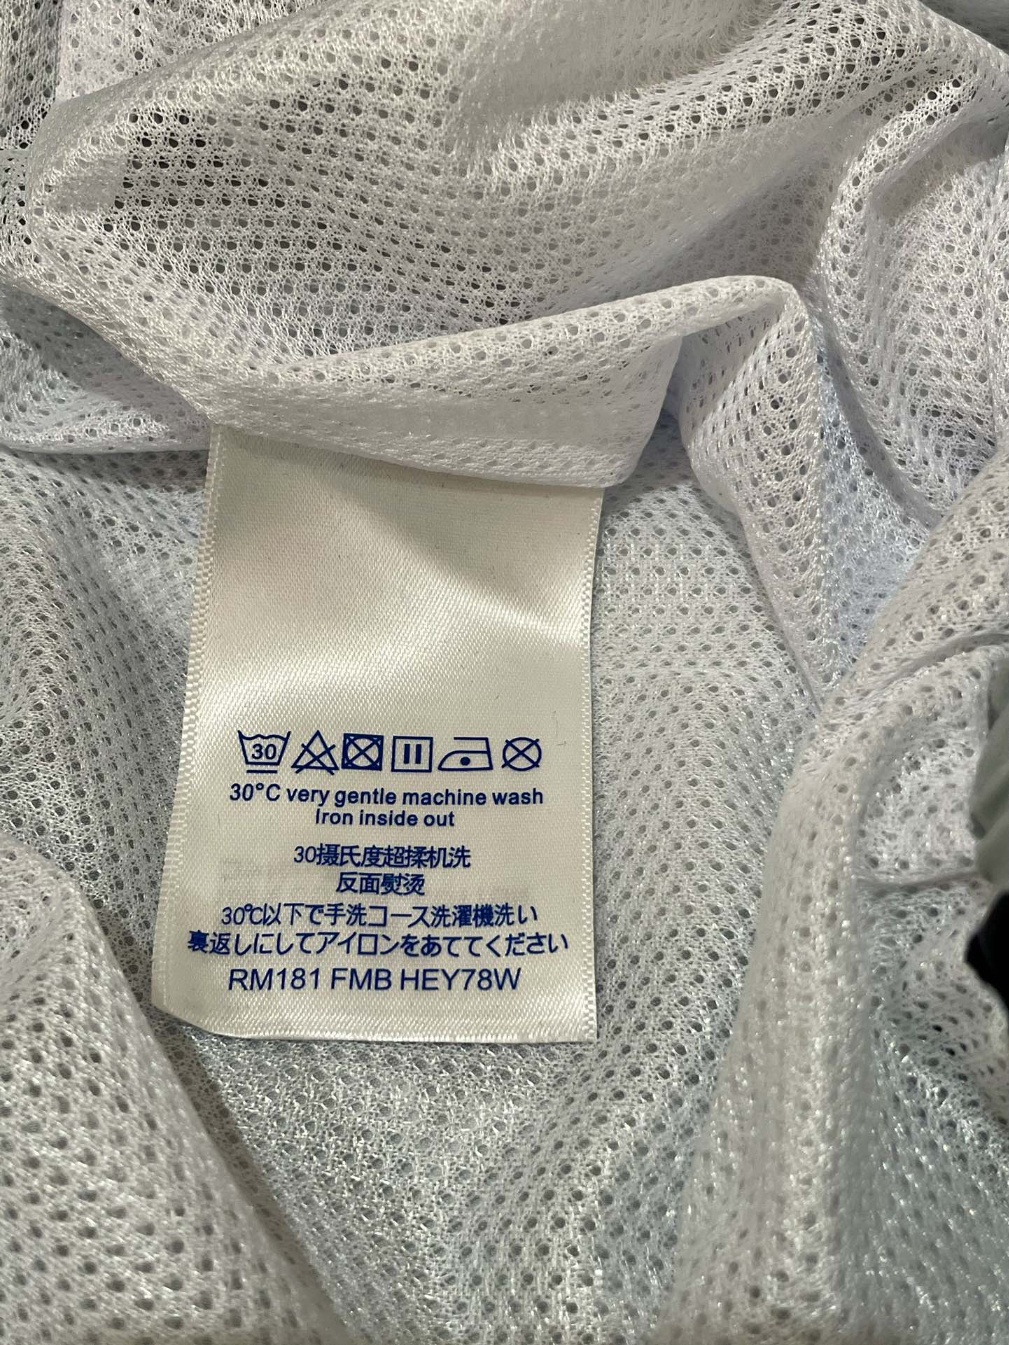 30
30°C very gentle machine wash
Iron inside out
30摄氏度超揉机洗
反面熨烫
30℃以下で手洗コース洗濯機洗い
裏返しにしてアイロンをあててください
RM181 FMB HEY78W